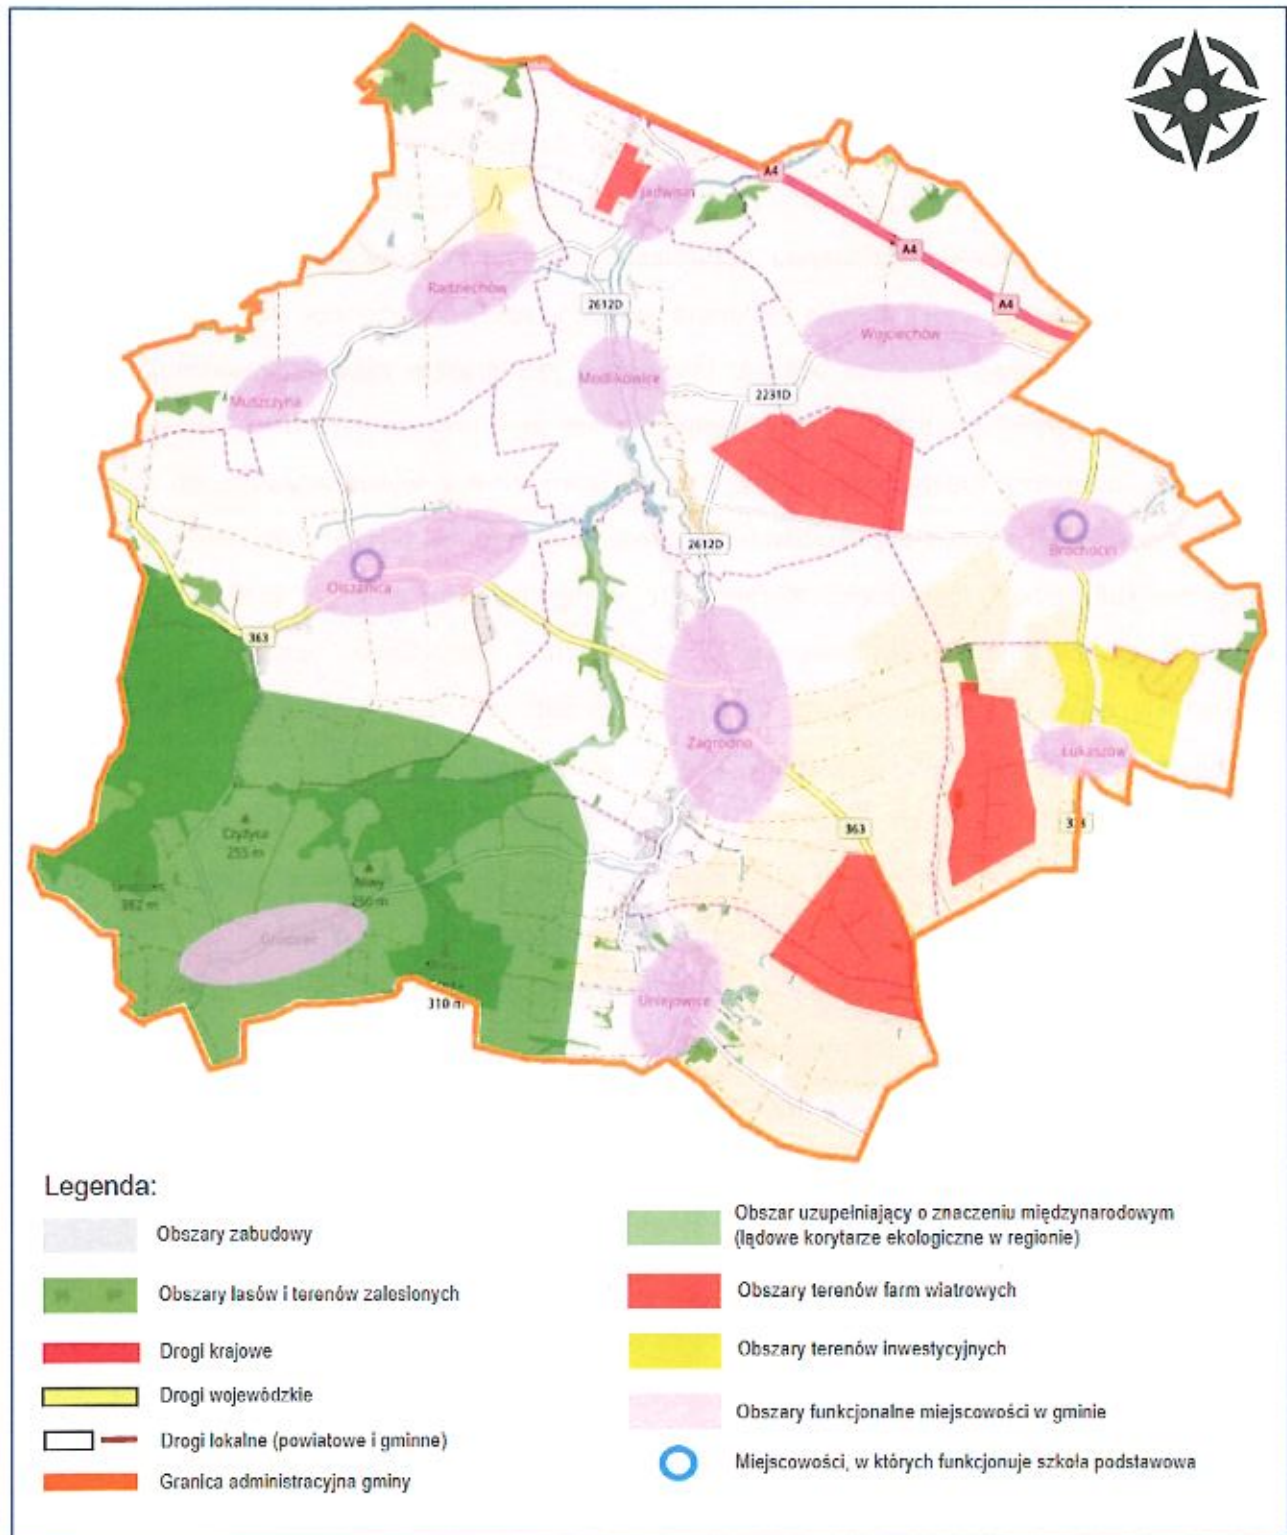 A4
Jadwisin
A4
Radziechów
2612D
A4
Wojciechów
Modlikowice
2231D
Muszczyna
2612D
Brochocin
Olszanica
363
Zagrodno
Łukaszów
363
Czyżyca
255 m
Grodziec
Uniejowice
310 m
Legenda:
Obszary zabudowy
Obszary lasów i terenów zalesionych
Drogi krajowe
Drogi wojewódzkie
Drogi lokalne (powiatowe i gminne)
Granica administracyjna gminy
Obszar uzupełniający o znaczeniu międzynarodowym
(lądowe korytarze ekologiczne w regionie)
Obszary terenów farm wiatrowych
Obszary terenów inwestycyjnych
Obszary funkcjonalne miejscowości w gminie
Miejscowości, w których funkcjonuje szkoła podstawowa